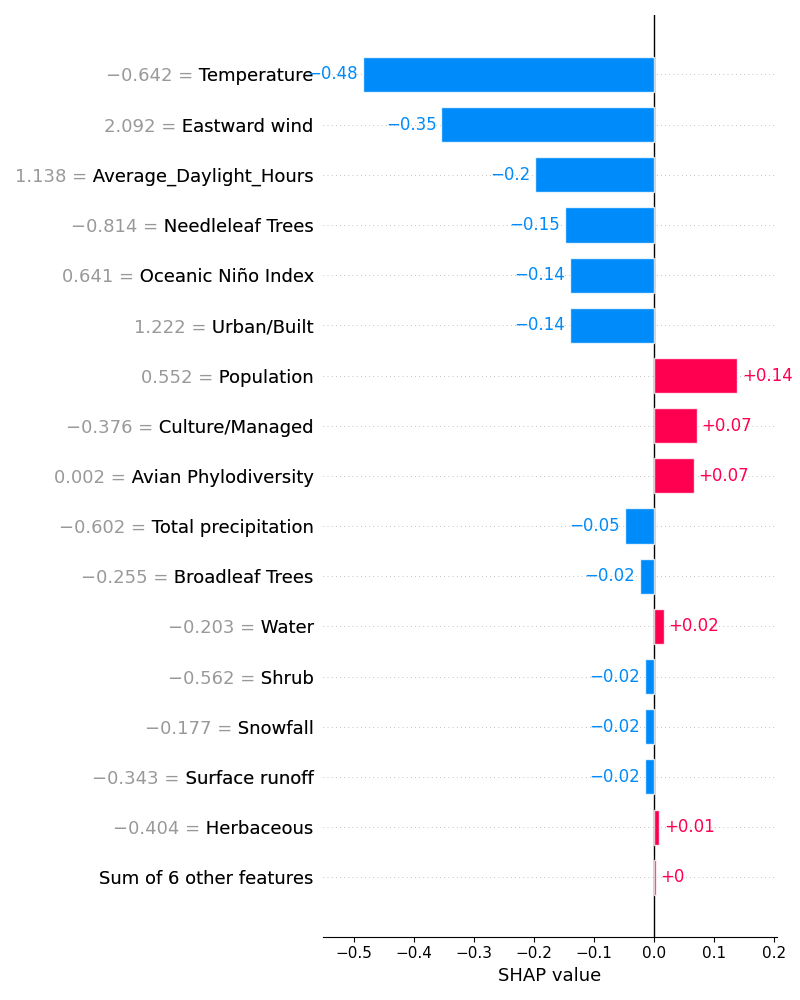 −0.642 = Temperature −0.48
2.092 = Eastward wind −0.35
1.138 = Average_Daylight_Hours −0.2
−0.814 = Needleleaf Trees −0.15
0.641 = Oceanic Niño Index −0.14
1.222 = Urban/Built −0.14
0.552 = Population +0.14
−0.376 = Culture/Managed +0.07
0.002 = Avian Phylodiversity +0.07
−0.602 = Total precipitation −0.05
−0.255 = Broadleaf Trees −0.02
−0.203 = Water +0.02
−0.562 = Shrub −0.02
−0.177 = Snowfall −0.02
−0.343 = Surface runoff −0.02
−0.404 = Herbaceous +0.01
Sum of 6 other features +0
−0.5 −0.4 −0.3 −0.2 −0.1 0.0 0.1 0.2
SHAP value